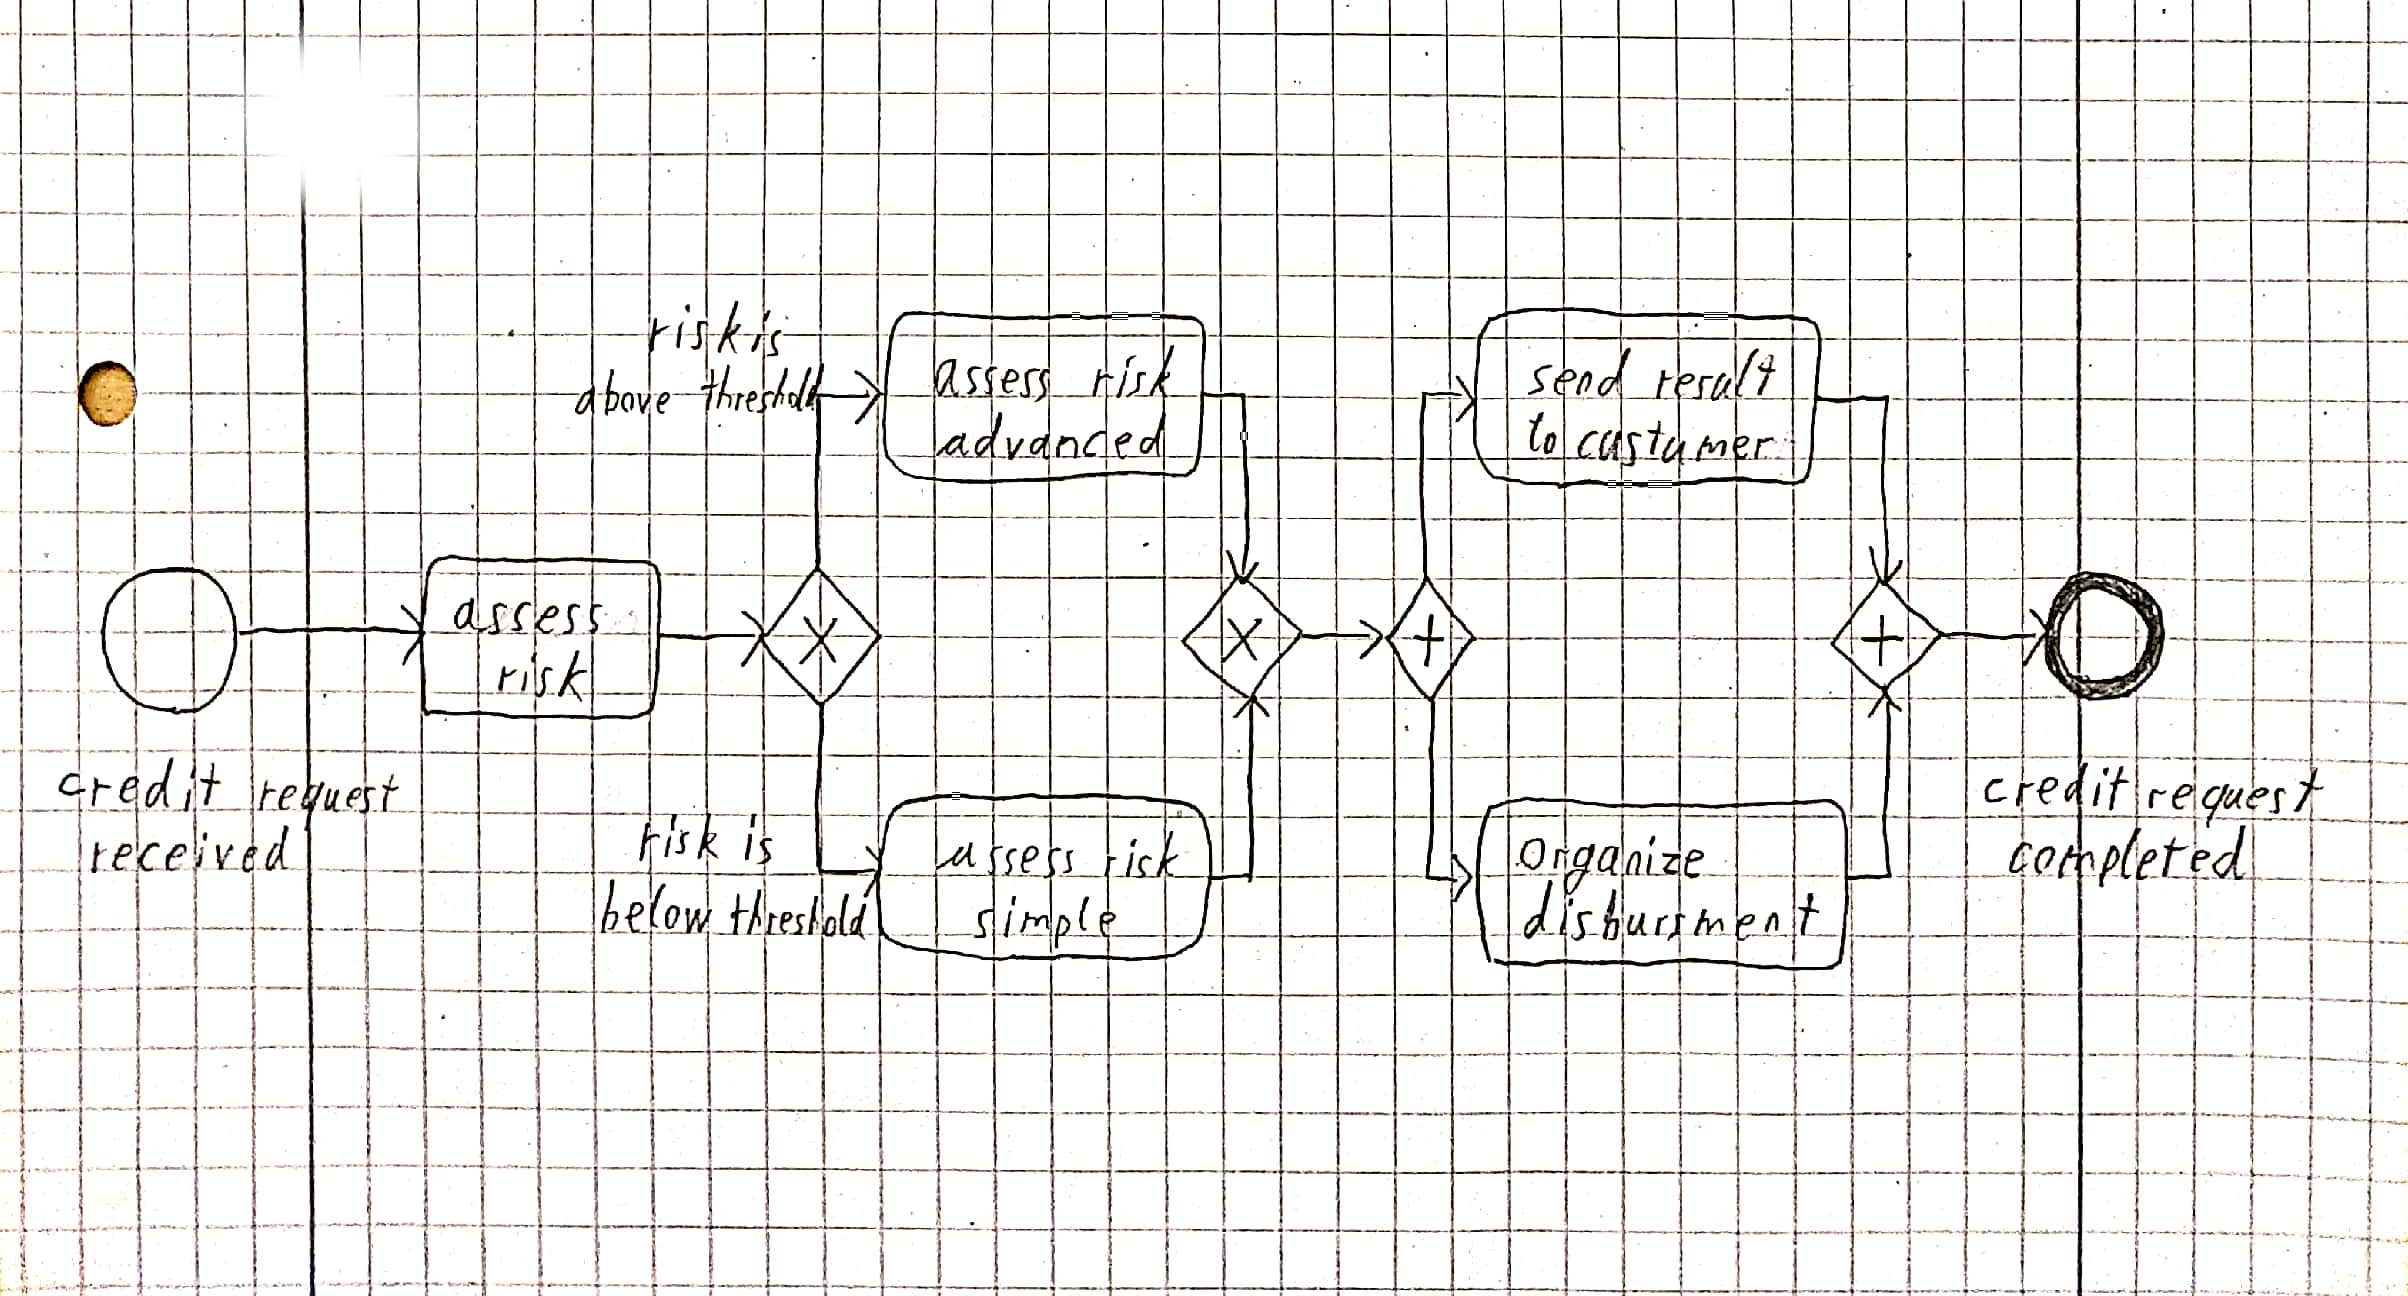 risk is
above threshold
assess risk
advanced
send result
to custumer
assess
risk
credit request
received
risk is
below threshold
assess risk
simple
Organize
disbursment
credit request
completed